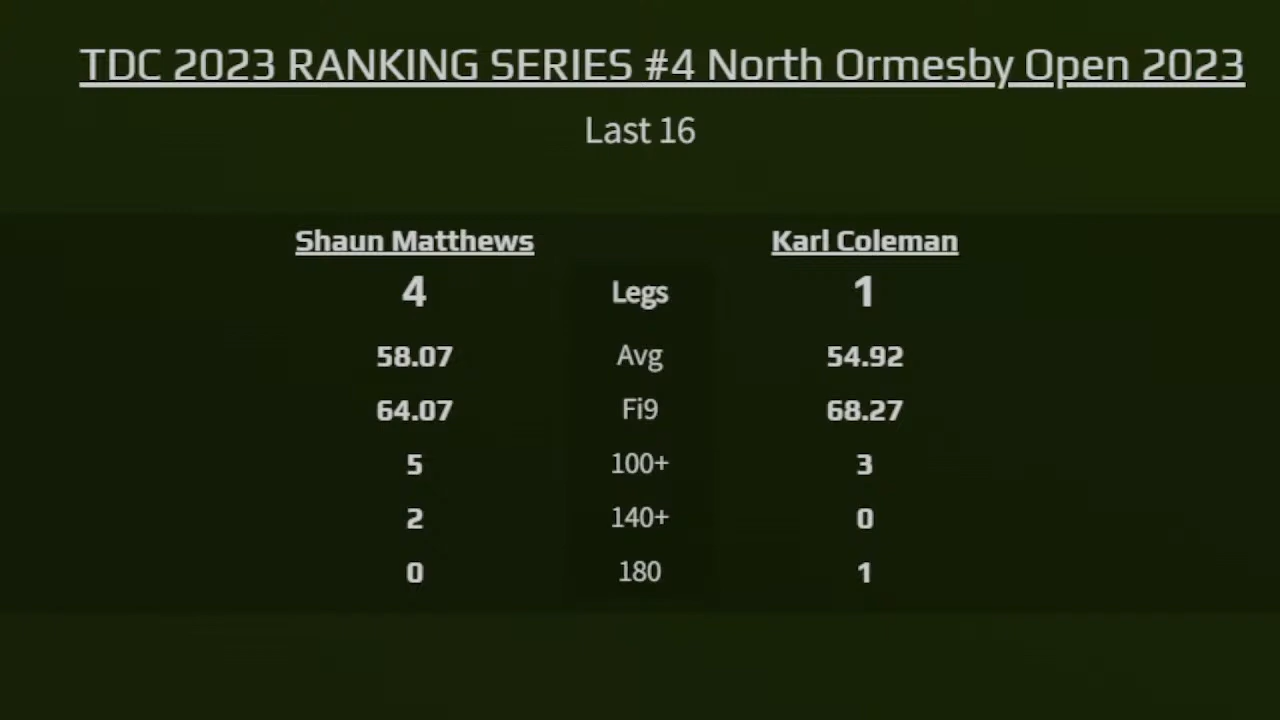 TDC 2023 RANKING SERIES #4 North Ormesby Open 2023
Last 16
Shaun Matthews Karl Coleman
4 Legs 1
58.07 Avg 54.92
64.07 Fi9 68.27
5 100+ 3
2 140+ 0
0 180 1